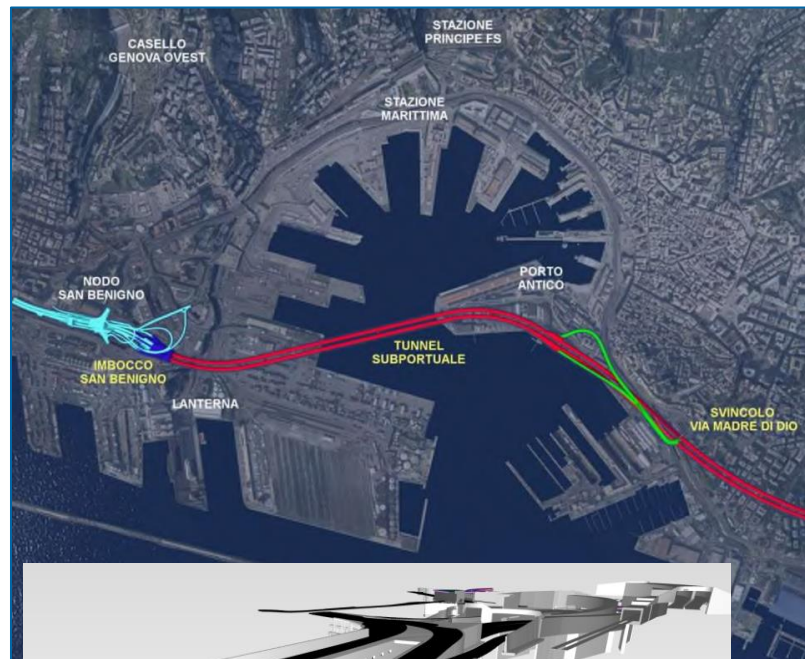 STAZIONE
PRINCIPE FS
CASELLO
GENOVA OVEST
STAZIONE
MARITTIMA
PORTO
ANTICO
NODO
SAN BENIGNO
TUNNEL
SUBPORTUALE
IMBOCCO
SAN BENIGNO
LANTERNA
SVINCOLO
VIA MADRE DI DIO